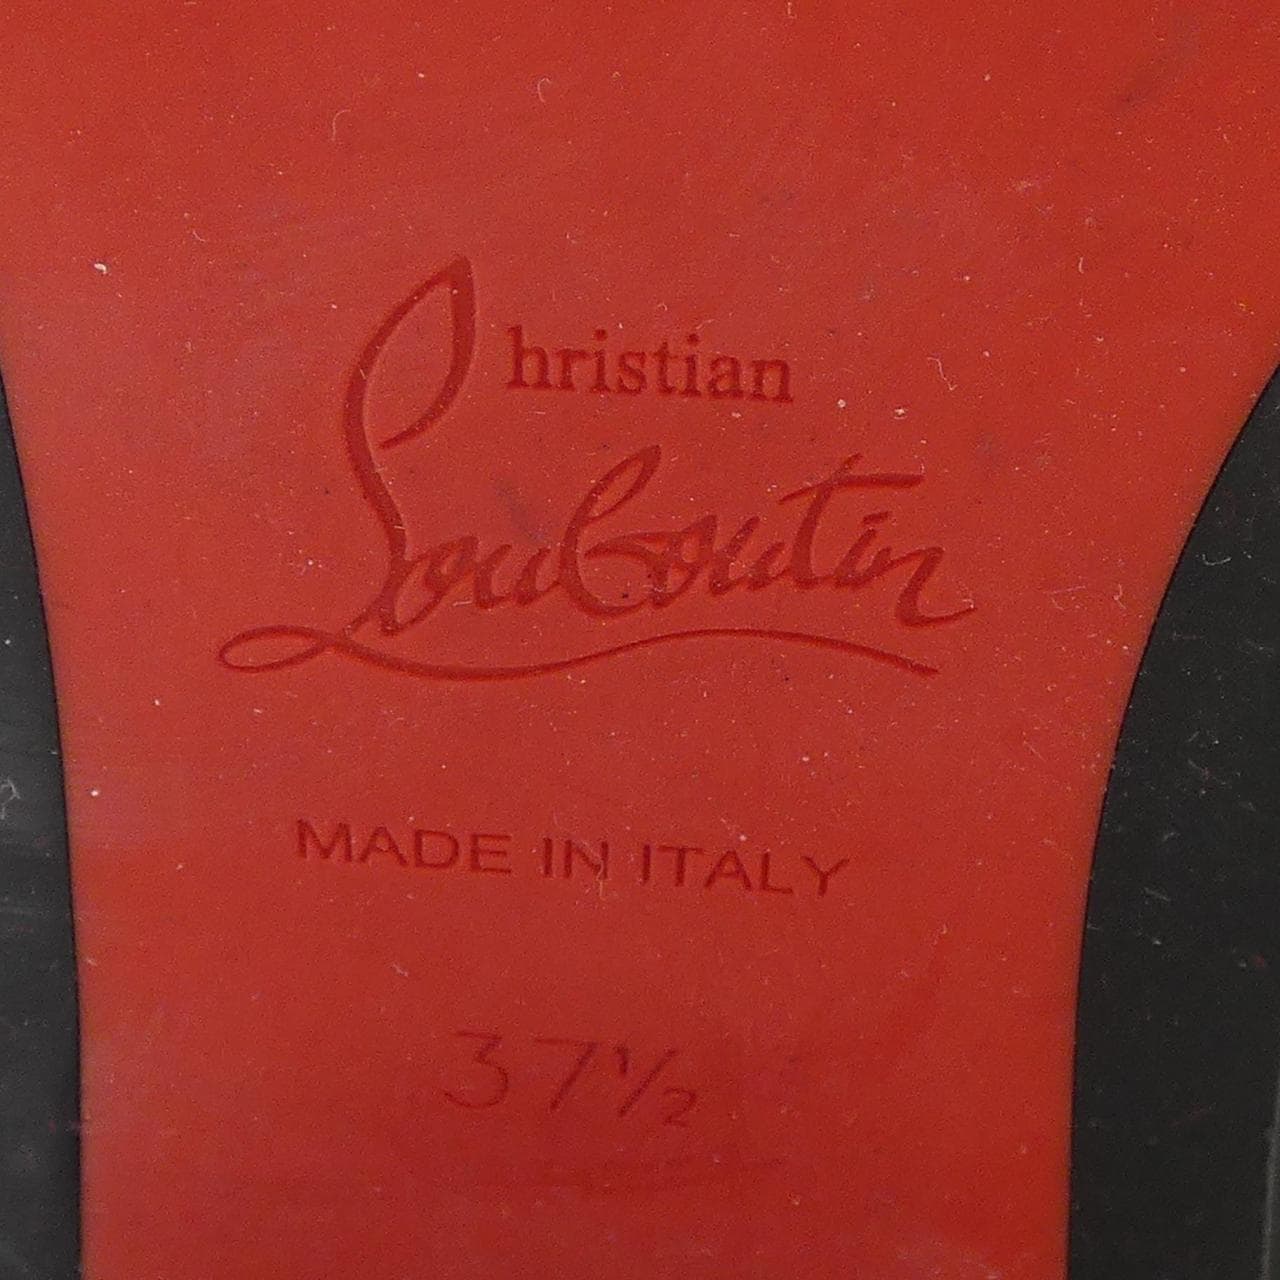 Christian
Louboutin
MADE IN ITALY
37½